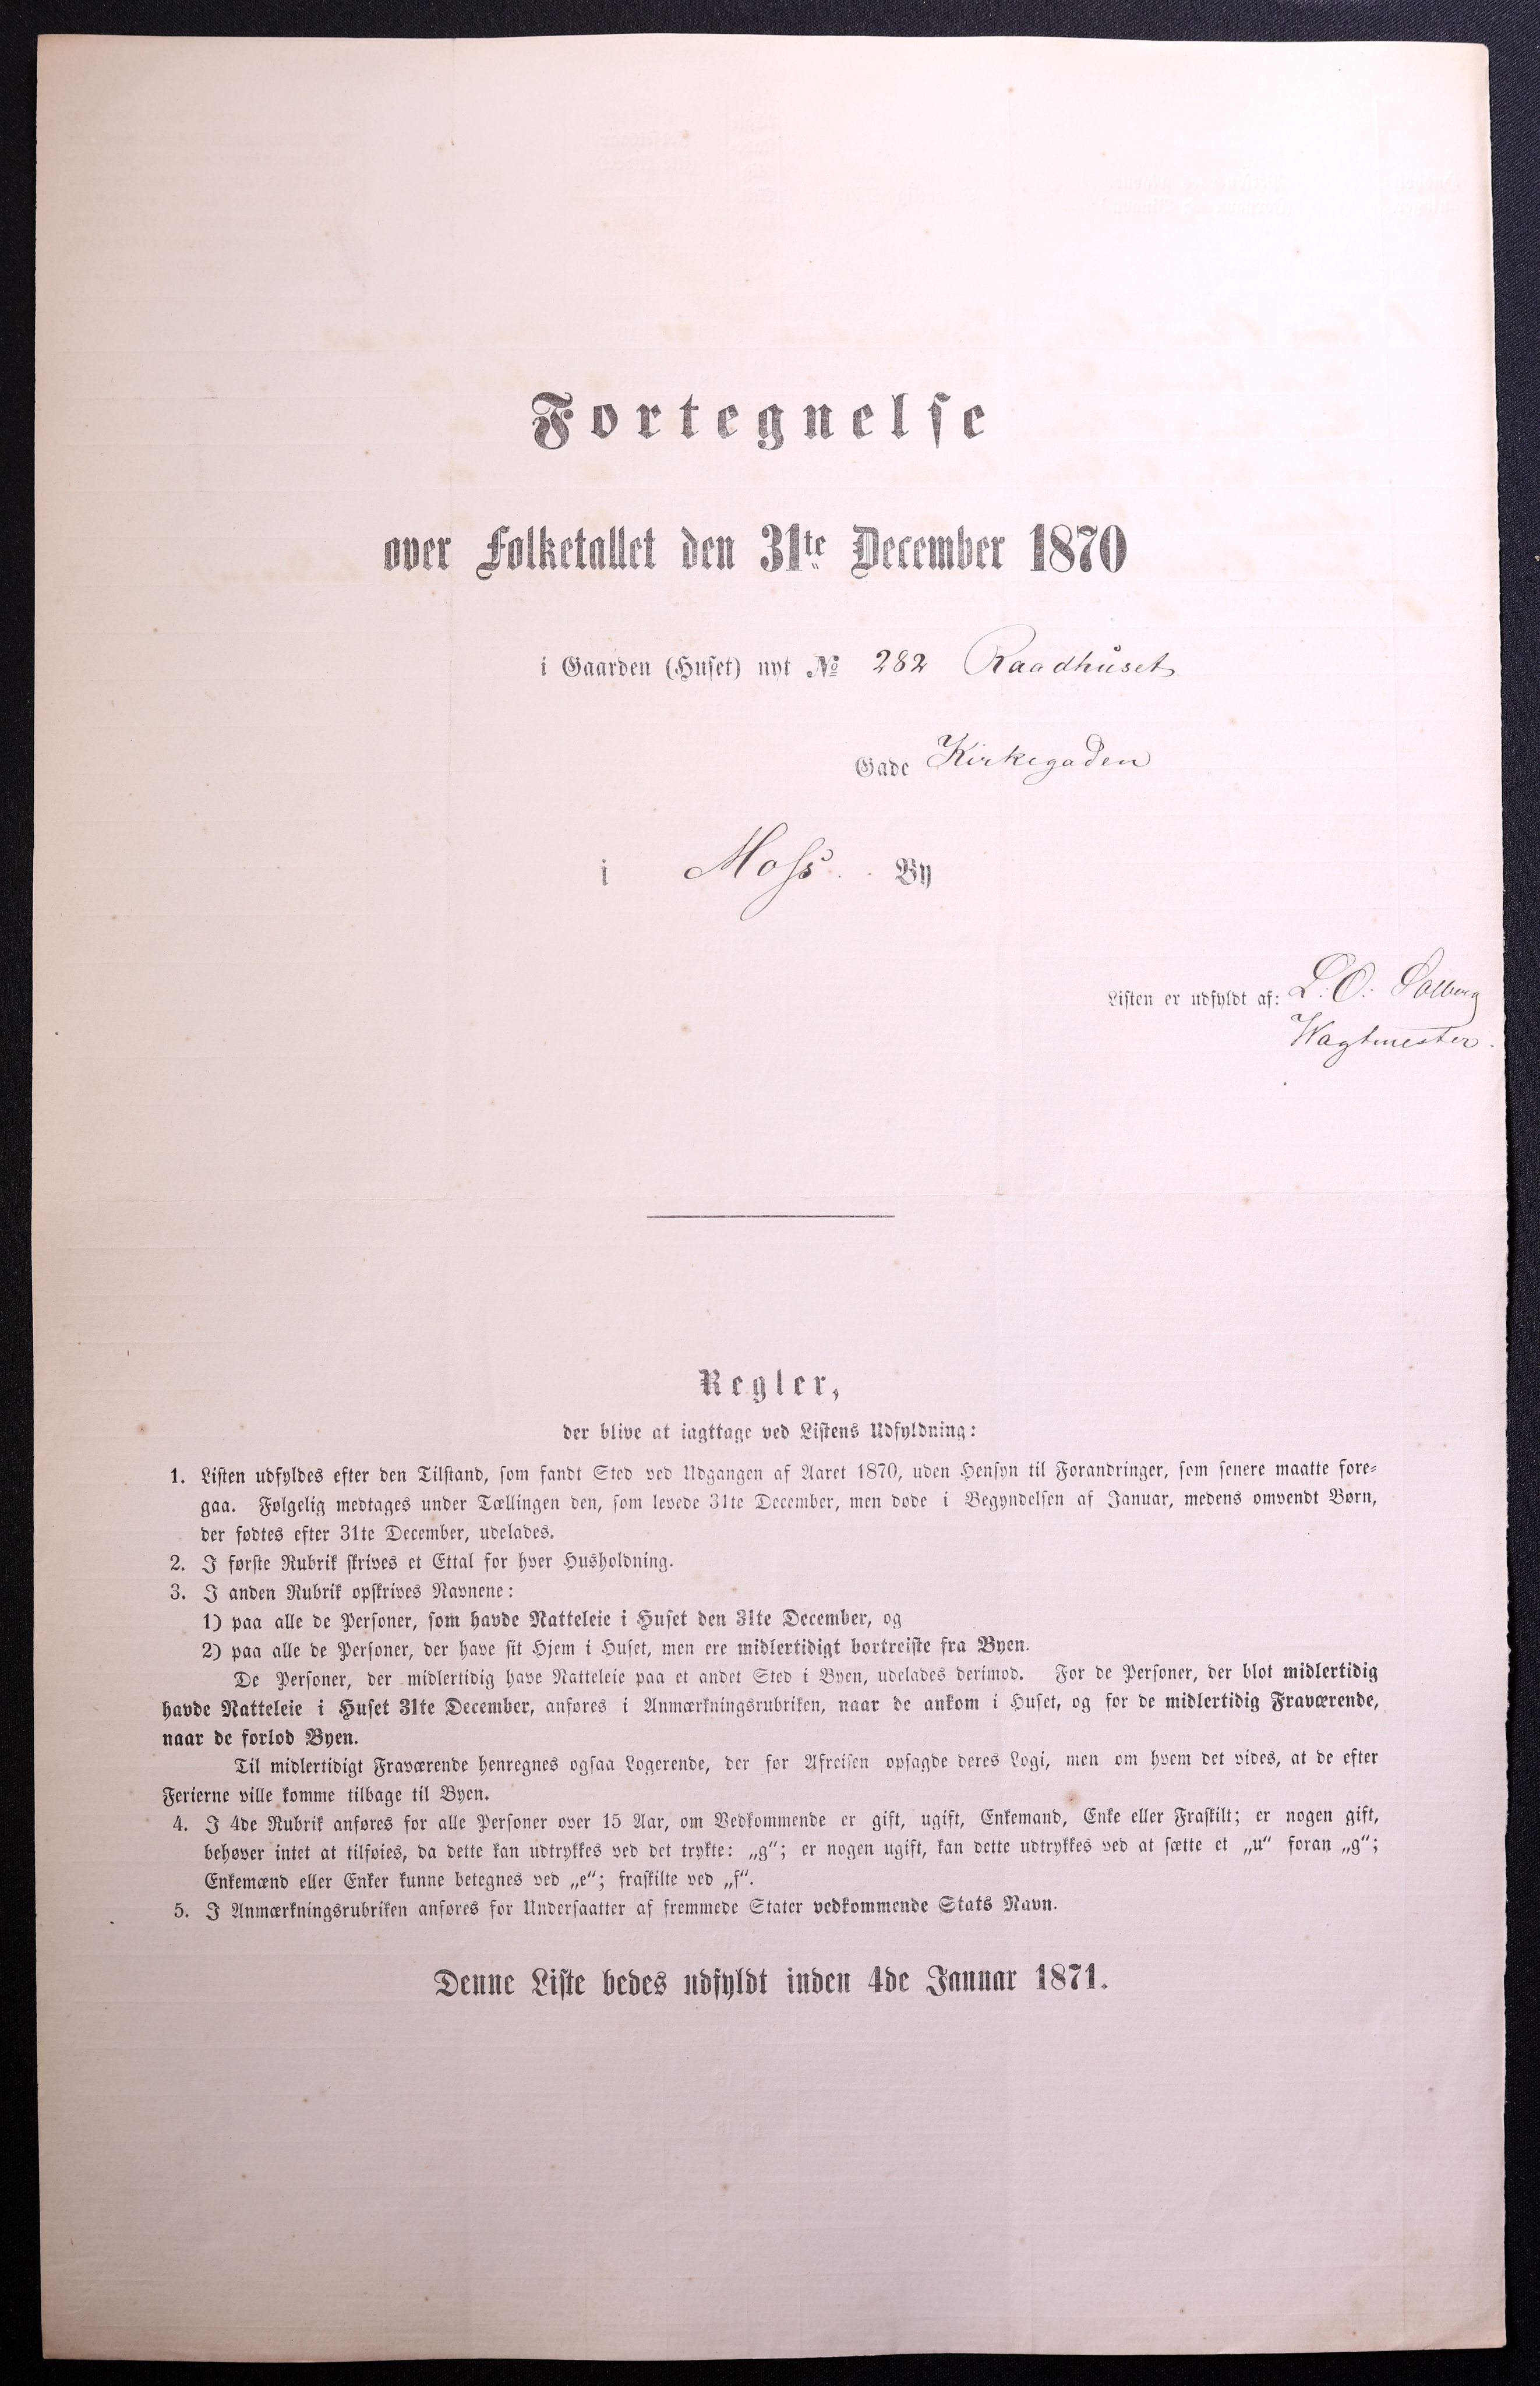 Fortegnelse
over Folketallet den 31te December 1870
i Gaarden (Huset) nyt No 282 Raadhuset
Gade Kirkegaden
i Moss By
Listen er udfyldt af: L. O. Solberg
Wagtmester.
Regler,
der blive at iagttage ved Listens Udfyldning:
1. Listen udfyldes efter den Tilstand, som fandt Sted ved Udgangen af Aaret 1870, uden Hensyn til Forandringer, som senere maatte fore-
gaa. Følgelig medtages under Tællingen den, som levede 31te December, men døde i Begyndelsen af Januar, medens omvendt Børn,
der fødtes efter 31te December, udelades.
2. I første Rubrik skrives et Ettal for hver Husholdning.
3. I anden Rubrik opskrives Navnene:
1) paa alle de Personer, som havde Natteleie i Huset den 31te December, og
2) paa alle de Personer, der have sit Hjem i Huset, men ere midlertidigt bortreiste fra Byen.
De Personer, der midlertidig have Natteleie paa et andet Sted i Byen, udelades derimod. For de Personer, der blot midlertidig
havde Natteleie i Huset 31te December, anføres i Anmærkningsrubriken, naar de ankom i Huset, og for de midlertidig Fraværende,
naar de forlod Byen.
Til midlertidigt Fraværende henregnes ogsaa Logerende, der før Afreisen opsagde deres Logi, men om hvem det vides, at de efter
Ferierne ville komme tilbage til Byen.
4. I 4de Rubrik anføres for alle Personer over 15 Aar, om Vedkommende er gift, ugift, Enkemand, Enke eller Fraskilt; er nogen gift,
behøver intet at tilføies, da dette kan udtrykkes ved det trykte: „g“; er nogen ugift, kan dette udtrykkes ved at sætte et „u“ foran „g“;
Enkemænd eller Enker kunne betegnes ved „e“; fraskilte ved „f“.
5. I Anmærkningsrubriken anføres for Undersaatter af fremmede Stater vedkommende Stats Navn.
Denne Liste bedes udfyldt inden 4de Januar 1871.